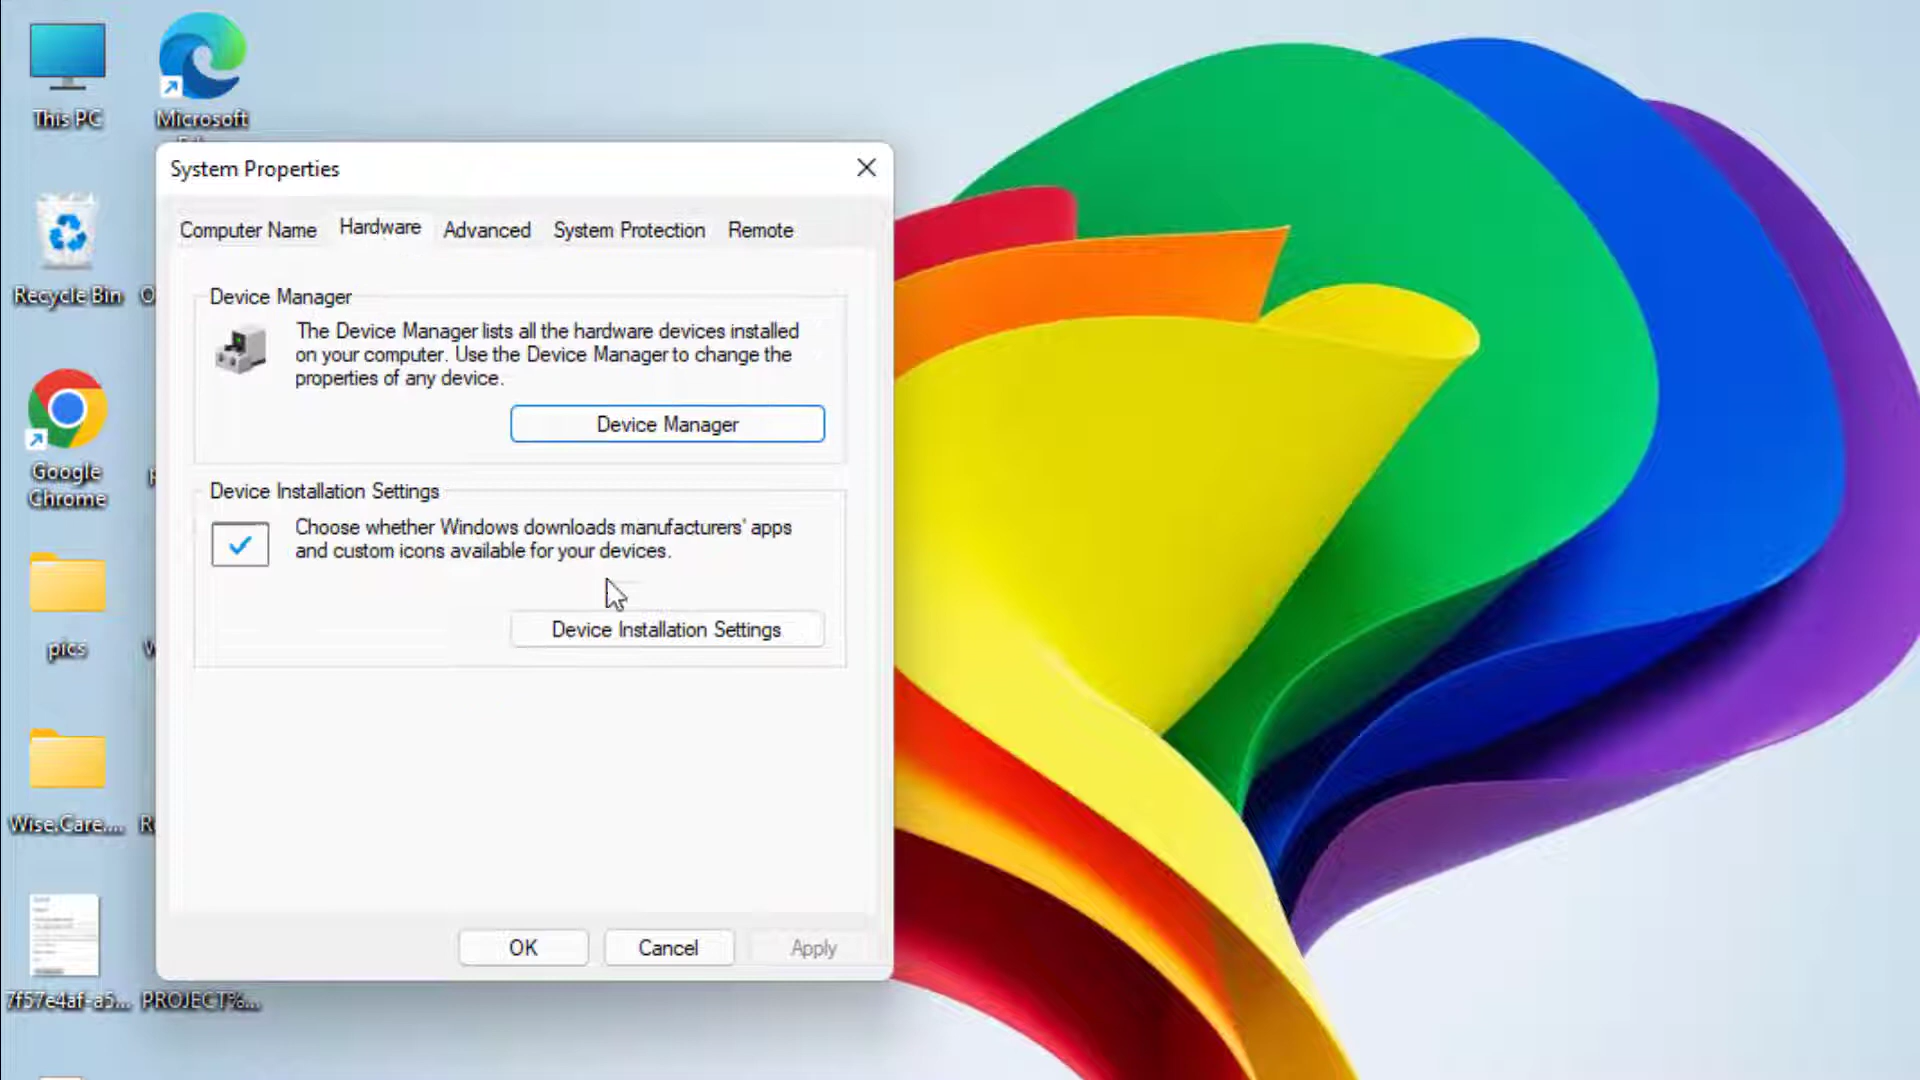 This PC
Microsoft
Recycle Bin
Google
Chrome
pics
Wise.Care....
7f57e4af-a5...
PROJECT%...
System Properties
Computer Name
Hardware
Advanced
System Protection
Remote
Device Manager
The Device Manager lists all the hardware devices installed
on your computer. Use the Device Manager to change the
properties of any device.
Device Manager
Device Installation Settings
Choose whether Windows downloads manufacturers' apps
and custom icons available for your devices.
Device Installation Settings
OK
Cancel
Apply